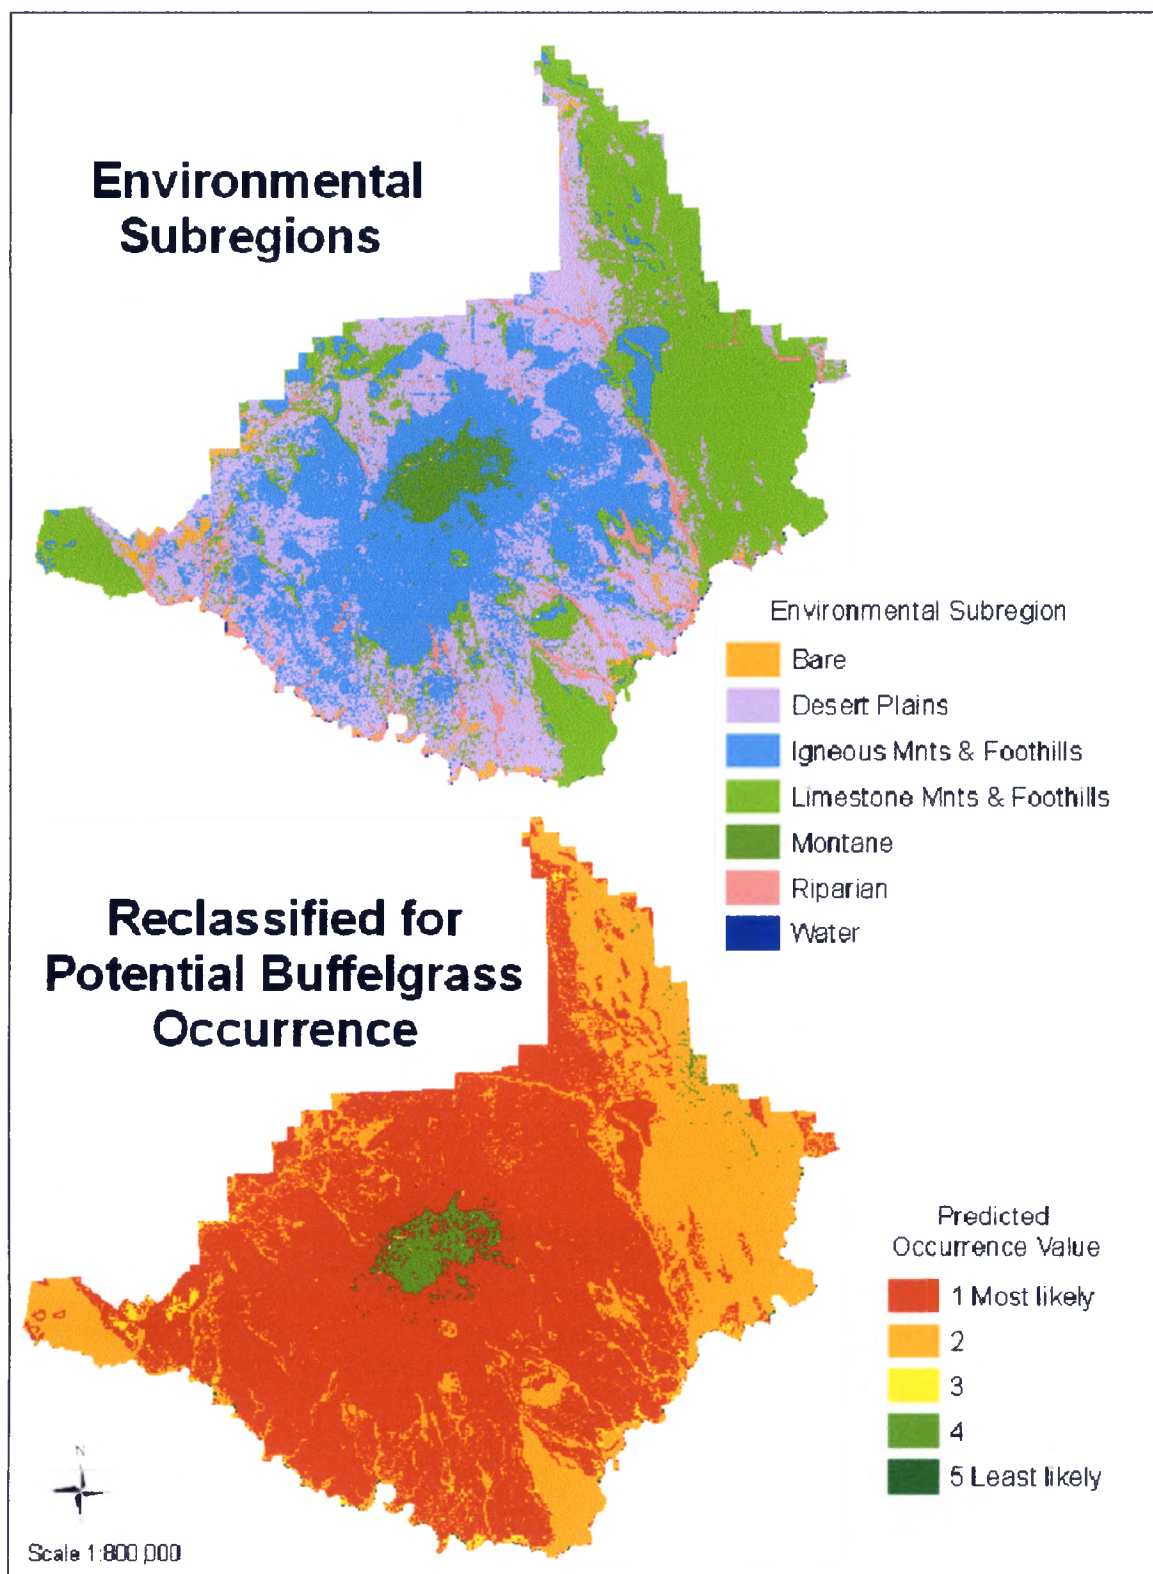 Environmental
Subregions
Environmental Subregion
Bare
Desert Plains
Igneous Mnts & Foothills
Limestone Mnts & Foothills
Montane
Riparian
Water
Reclassified for
Potential Buffelgrass
Occurrence
Predicted
Occurrence Value
1 Most likely
2
3
4
5 Least likely
N
Scale 1:800,000